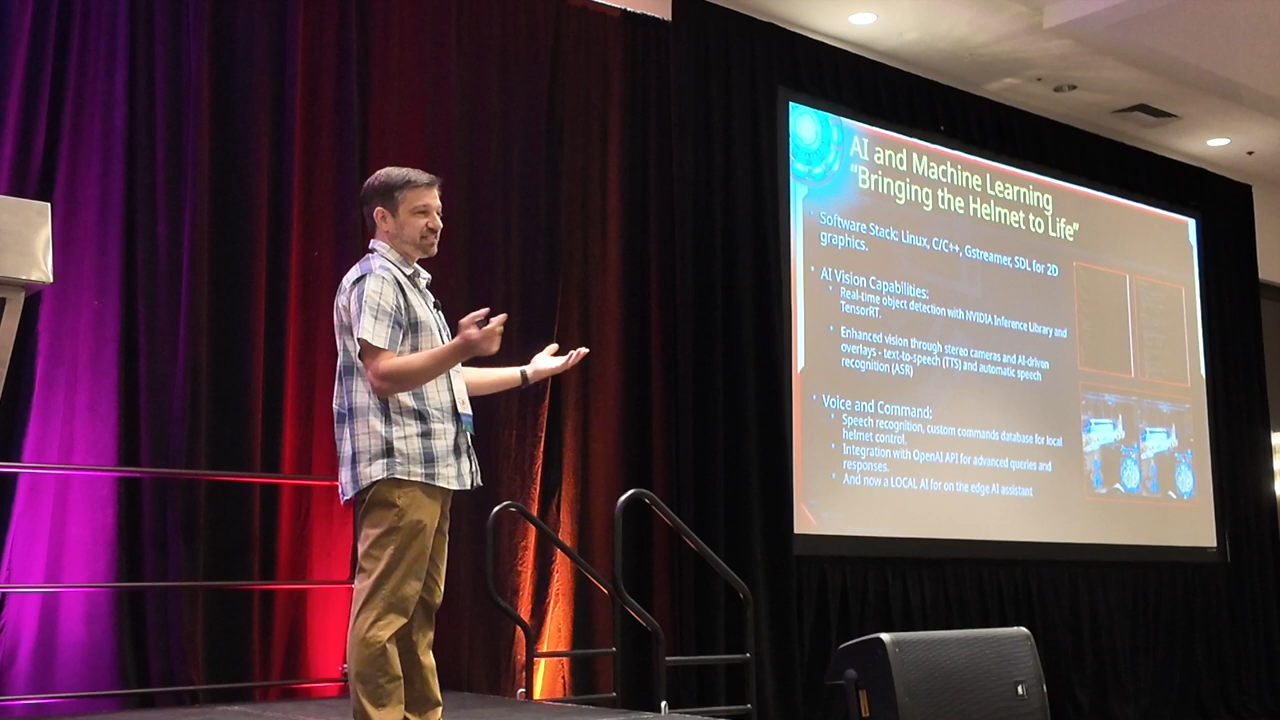 AI and Machine Learning
"Bringing the Helmet to Life"
Software Stack: Linux, C/C++, Gstreamer, SDL for 2D
graphics.
AI Vision Capabilities:
Real-time object detection with NVIDIA Inference Library and
TensorRT.
Enhanced vision through stereo cameras and AI-driven
overlays - text-to-speech (TTS) and automatic speech
recognition (ASR)
Voice and Command:
Speech recognition, custom commands database for local
helmet control.
Integration with OpenAI API for advanced queries and
responses.
And now a LOCAL AI for on the edge AI assistant